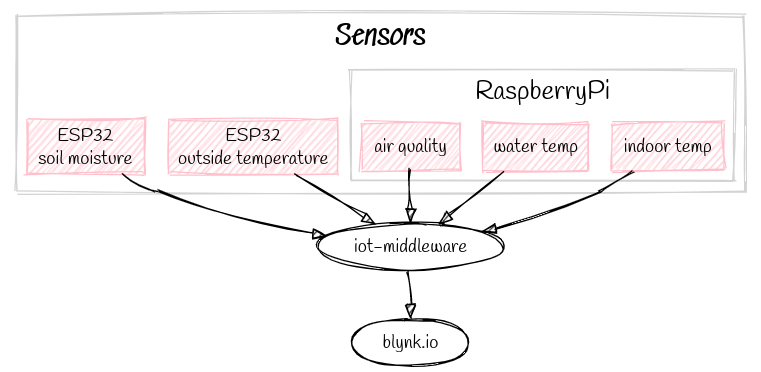 Sensors
RaspberryPi
ESP32
soil moisture
ESP32
outside temperature
air quality
water temp
indoor temp
iot-middleware
blynk.io